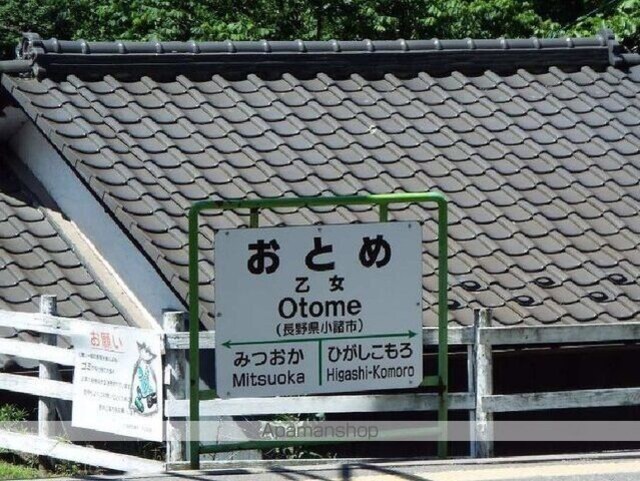 おとめ
乙女
Otome
(長野県小諸市)
みつおか
Mitsuoka
ひがしこもろ
Higashi-Komoro
お願い
Apamanshop